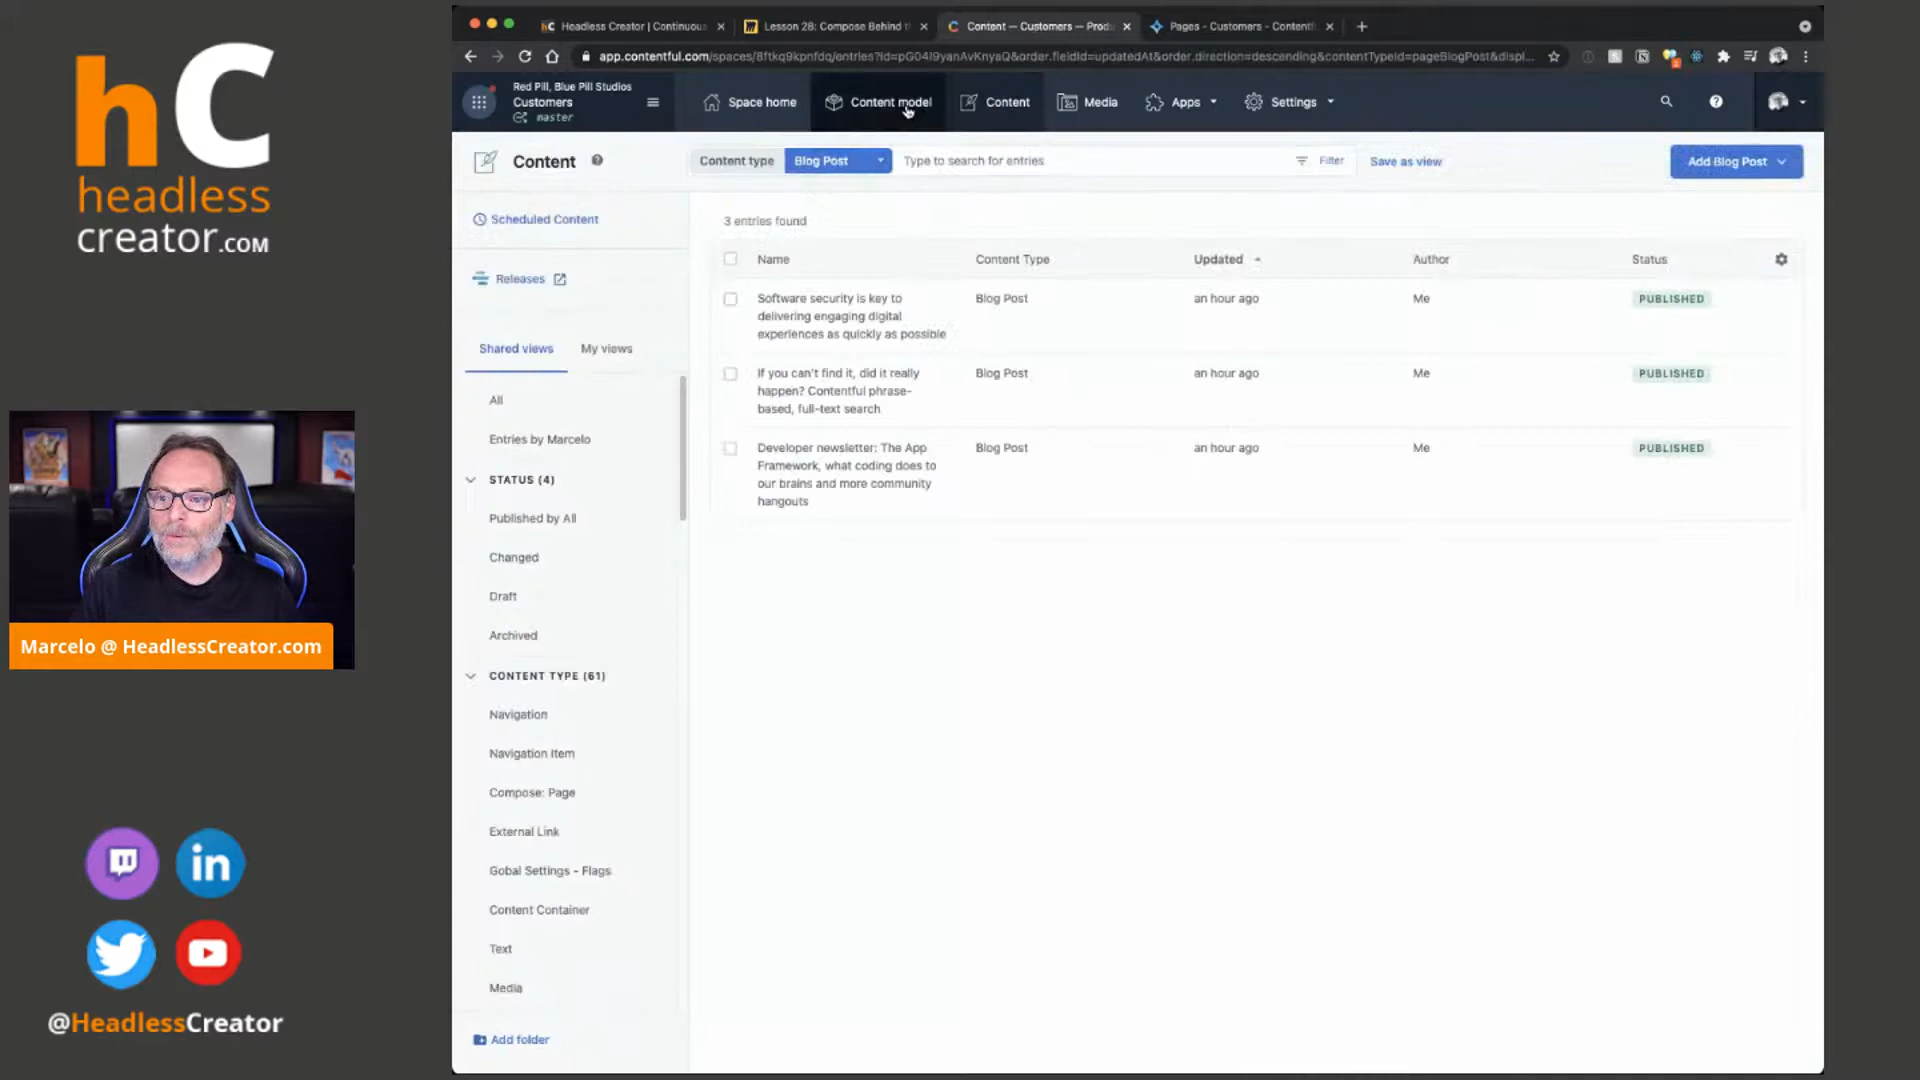 hC
headless
creator.com
Marcelo @ HeadlessCreator.com
in
@HeadlessCreator
Headless Creator | Continuous
Lesson 28: Compose Behind t
Content — Customers — Produ
Pages - Customers - Contentf
app.contentful.com/spaces/8ftkq9kpnfdq/entries?id=pG04I9yanAvKnyaQ&order.fieldId=updatedAt&order.direction=descending&contentTypeId=pageBlogPost&displ...
Red Pill, Blue Pill Studios
Customers
master
Space home
Content model
Content
Media
Apps
Settings
Content
Content type
Blog Post
Type to search for entries
Filter
Save as view
Add Blog Post
Scheduled Content
Releases
Shared views
My views
All
Entries by Marcelo
STATUS (4)
Published by All
Changed
Draft
Archived
CONTENT TYPE (61)
Navigation
Navigation Item
Compose: Page
External Link
Gobal Settings - Flags
Content Container
Text
Media
Add folder
3 entries found
Name Content Type Updated Author Status
Software security is key to
delivering engaging digital
experiences as quickly as possible
Blog Post an hour ago Me PUBLISHED
If you can't find it, did it really
happen? Contentful phrase-
based, full-text search
Blog Post an hour ago Me PUBLISHED
Developer newsletter: The App
Framework, what coding does to
our brains and more community
hangouts
Blog Post an hour ago Me PUBLISHED